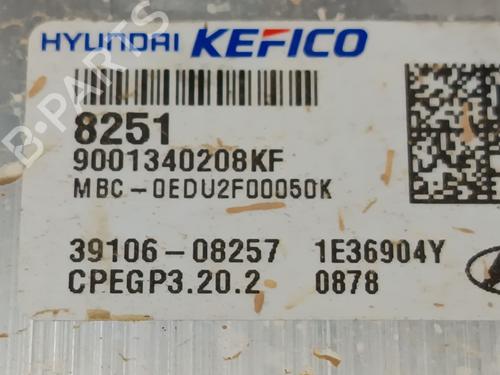 HYUNDAI KEFICO
8251
9001340208KF
MBC-0EDU2F00050K
39106-08257 1E36904Y
CPEGP3.20.2 0878
B-PARTS